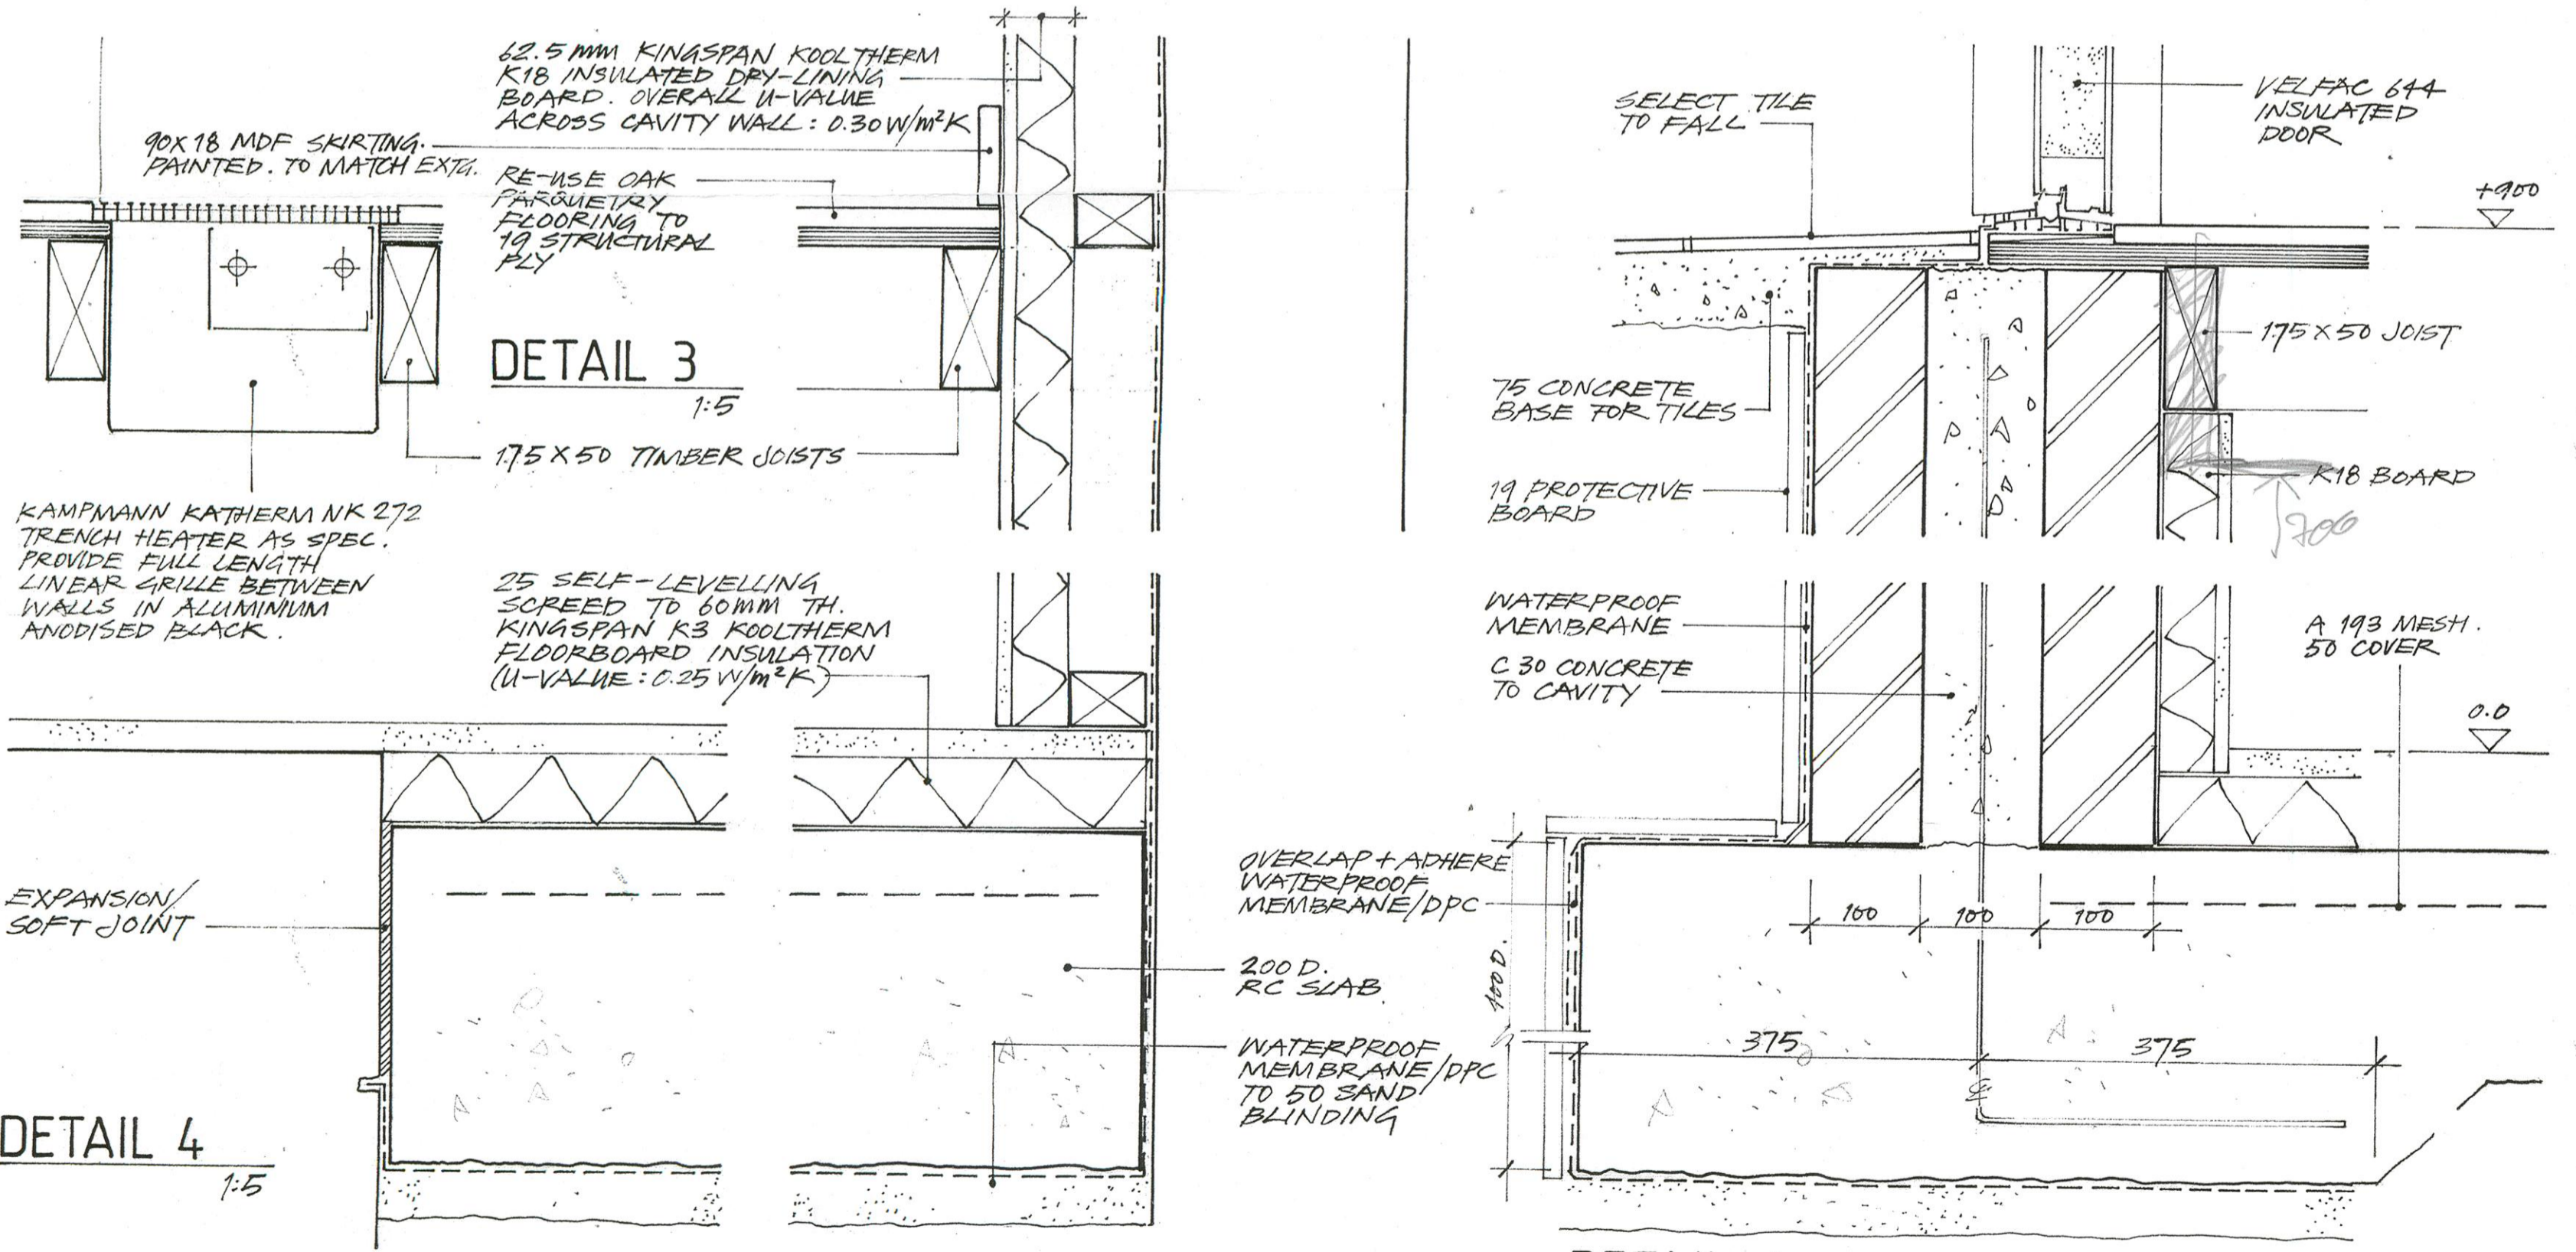 62.5 mm KINGSPAN KOOLTHERM
K18 INSULATED DRY-LINING
BOARD. OVERALL U-VALUE
ACROSS CAVITY WALL : 0.30 W/m²K
90X18 MDF SKIRTING.
PAINTED. TO MATCH EXTG.
RE-USE OAK
PARQUETRY
FLOORING TO
19 STRUCTURAL
PLY
DETAIL 3
1:5
175 X 50 TIMBER JOISTS
KAMPMANN KATHERM NK 272
TRENCH HEATER AS SPEC.
PROVIDE FULL LENGTH
LINEAR GRILLE BETWEEN
WALLS IN ALUMINIUM
ANODISED BLACK.
25 SELF-LEVELLING
SCREED TO 60mm TH.
KINGSPAN K3 KOOLTHERM
FLOORBOARD INSULATION
(U-VALUE : 0.25 W/m²K)
EXPANSION/
SOFT JOINT
DETAIL 4
1:5
SELECT TILE
TO FALL
VELFAC 644
INSULATED
DOOR
+900
175 X 50 JOIST
75 CONCRETE
BASE FOR TILES
K18 BOARD
700
19 PROTECTIVE
BOARD
WATERPROOF
MEMBRANE
C 30 CONCRETE
TO CAVITY
A 193 MESH.
50 COVER
0.0
OVERLAP + ADHERE
WATERPROOF
MEMBRANE/DPC
100 100 100
200 D.
RC SLAB
400 D.
WATERPROOF
MEMBRANE/DPC
TO 50 SAND
BLINDING
375 375